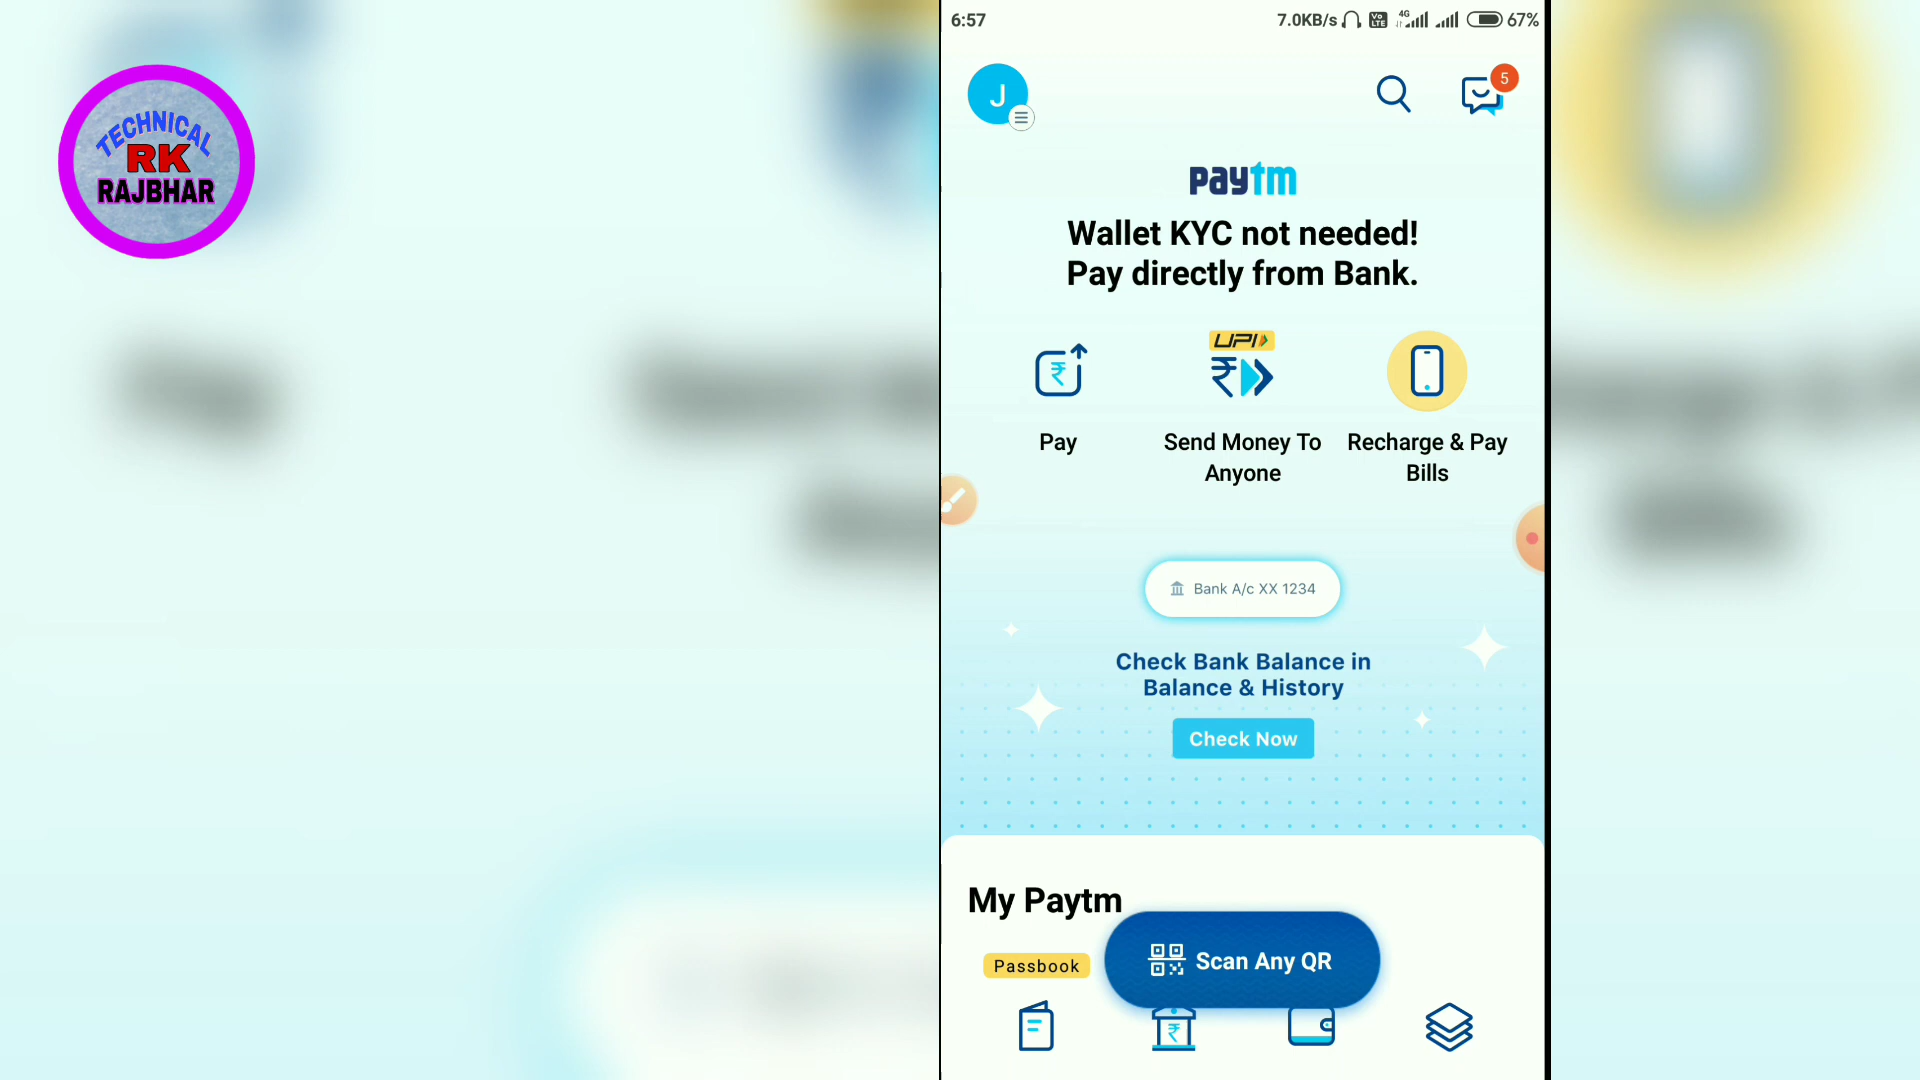 TECHNICAL
RK
RAJBHAR
6:57
7.0KB/s
Vo
LTE
4G
67%
J
5
paytm
Wallet KYC not needed!
Pay directly from Bank.
UPI
Pay
Send Money To
Anyone
Recharge & Pay
Bills
Bank A/c XX 1234
Check Bank Balance in
Balance & History
Check Now
My Paytm
Passbook
Scan Any QR